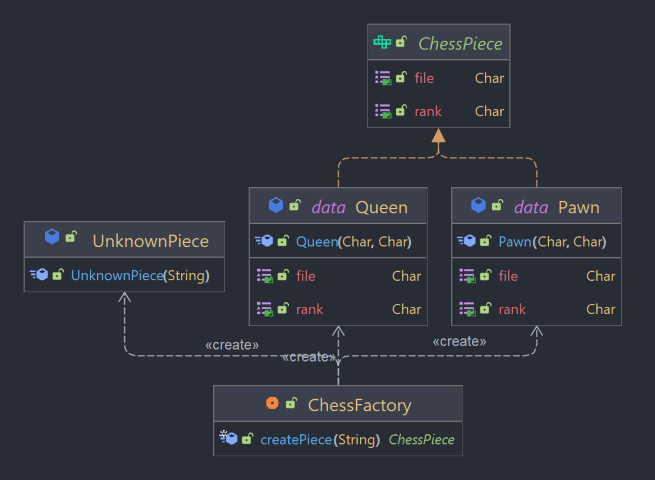 ChessPiece
file Char
rank Char
data Queen
Queen(Char, Char)
file Char
rank Char
data Pawn
Pawn(Char, Char)
file Char
rank Char
UnknownPiece
UnknownPiece(String)
«create»
«create»
«create»
ChessFactory
createPiece(String) ChessPiece